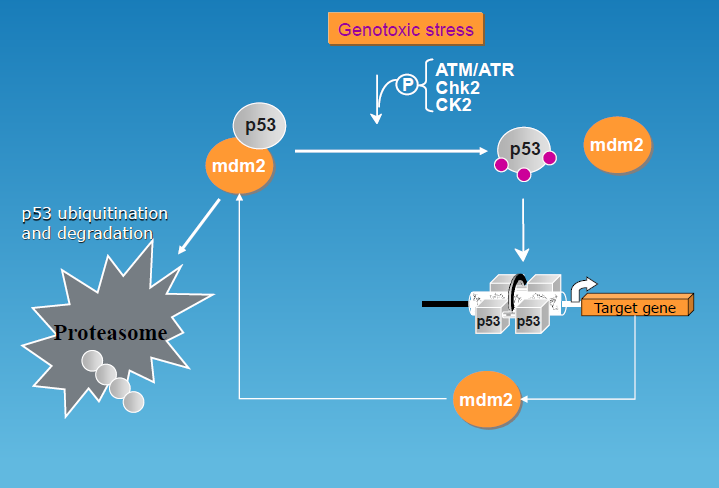 Genotoxic stress
P
ATM/ATR
Chk2
CK2
p53
mdm2
p53
mdm2
p53 ubiquitination
and degradation
Proteasome
p53
p53
Target gene
mdm2